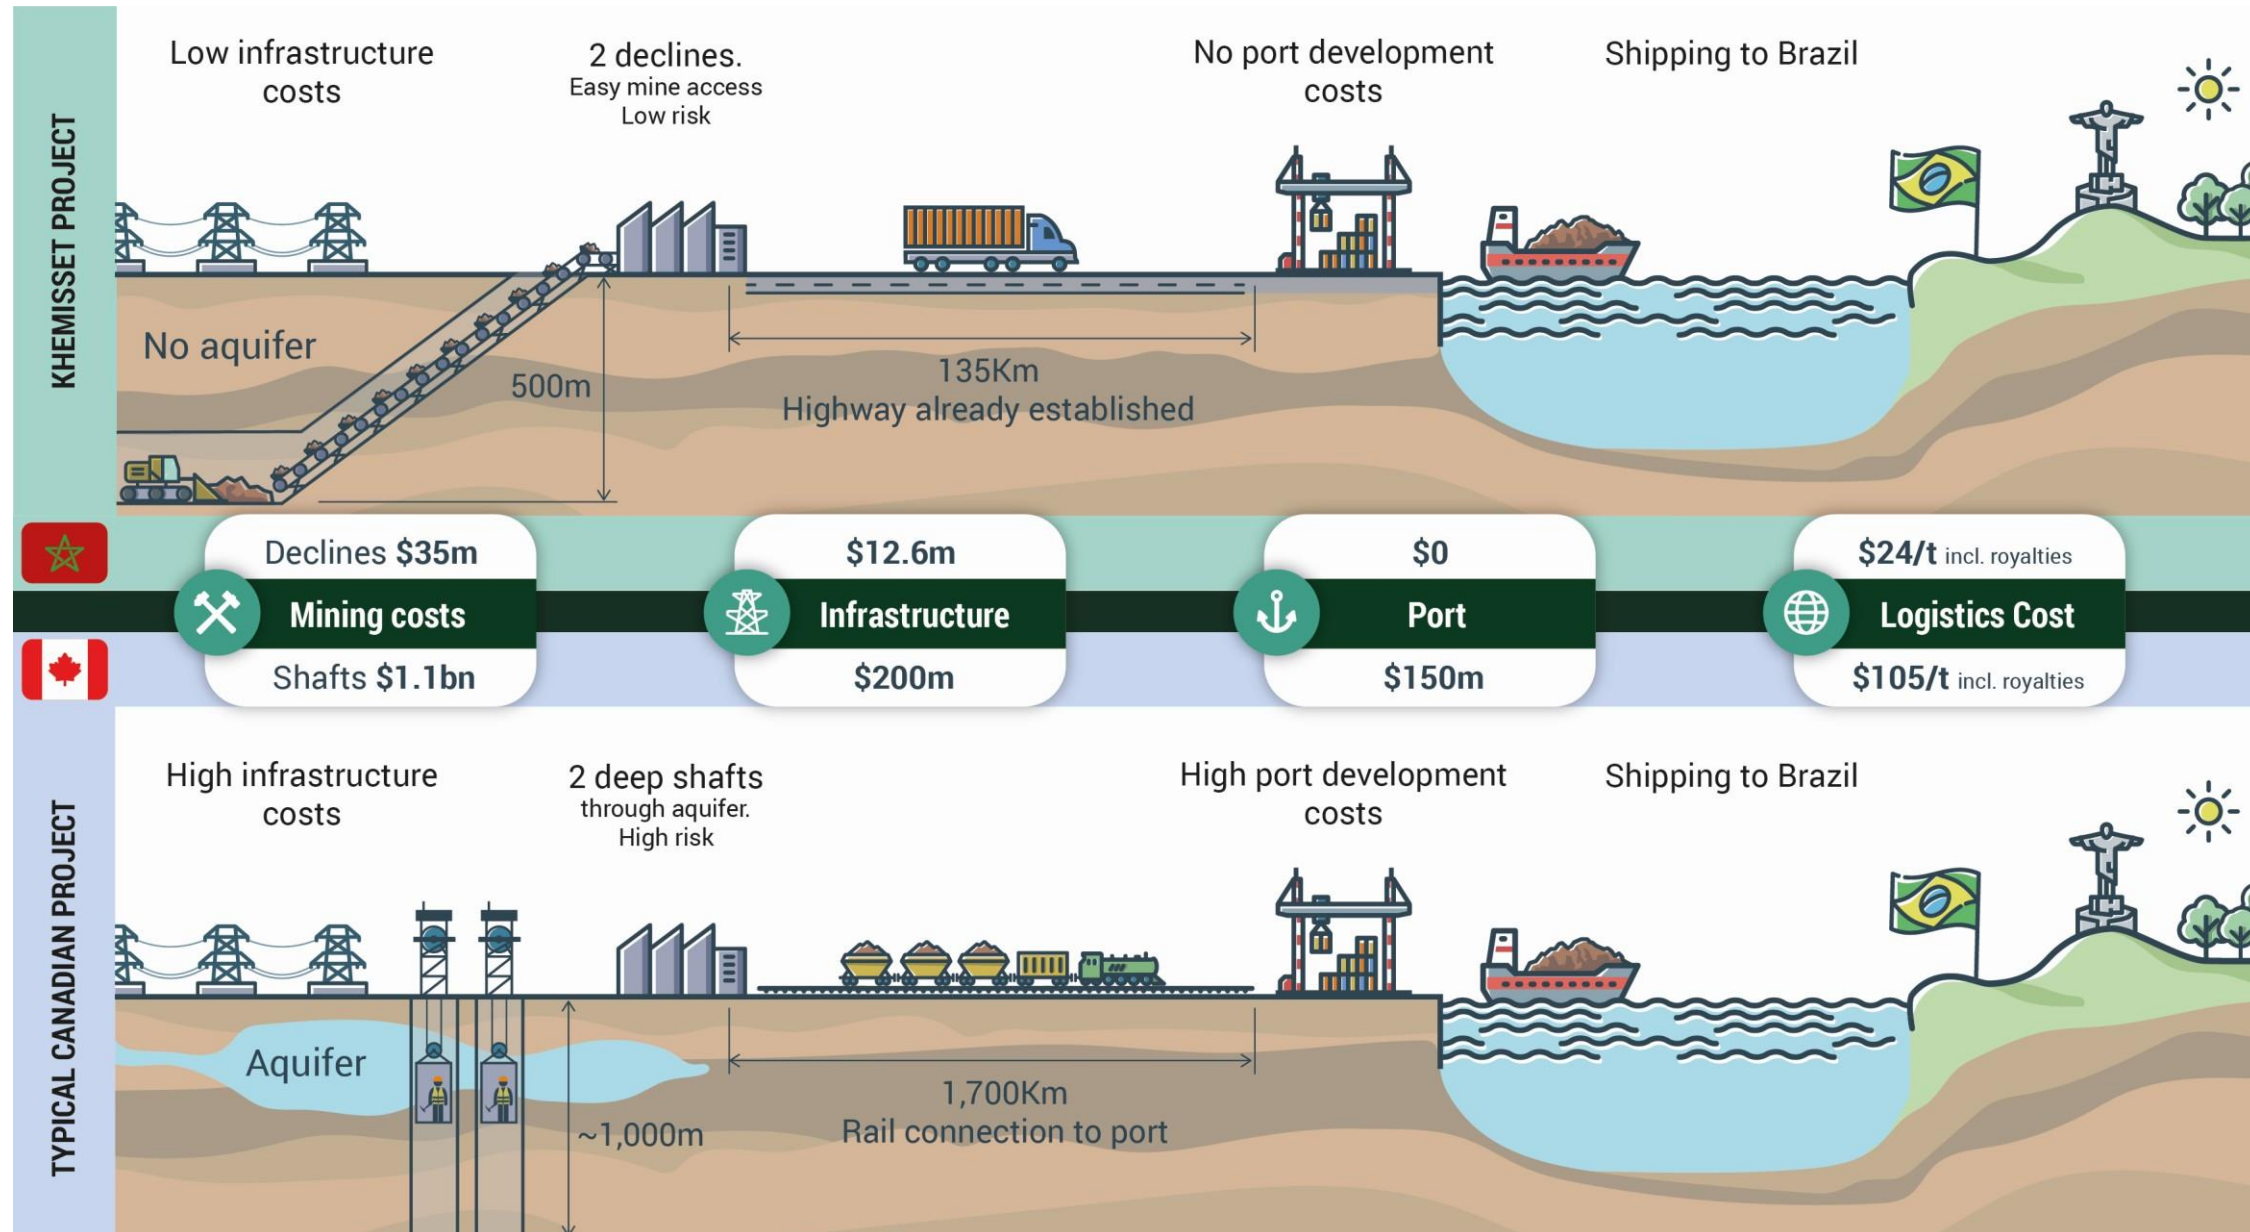 KHEMISSET PROJECT
Low infrastructure
costs
2 declines.
Easy mine access
Low risk
No port development
costs
Shipping to Brazil
No aquifer
500m
135Km
Highway already established
Declines $35m
Mining costs
Shafts $1.1bn
$12.6m
Infrastructure
$200m
$0
Port
$150m
$24/t incl. royalties
Logistics Cost
$105/t incl. royalties
TYPICAL CANADIAN PROJECT
High infrastructure
costs
2 deep shafts
through aquifer.
High risk
High port development
costs
Shipping to Brazil
Aquifer
~1,000m
1,700Km
Rail connection to port